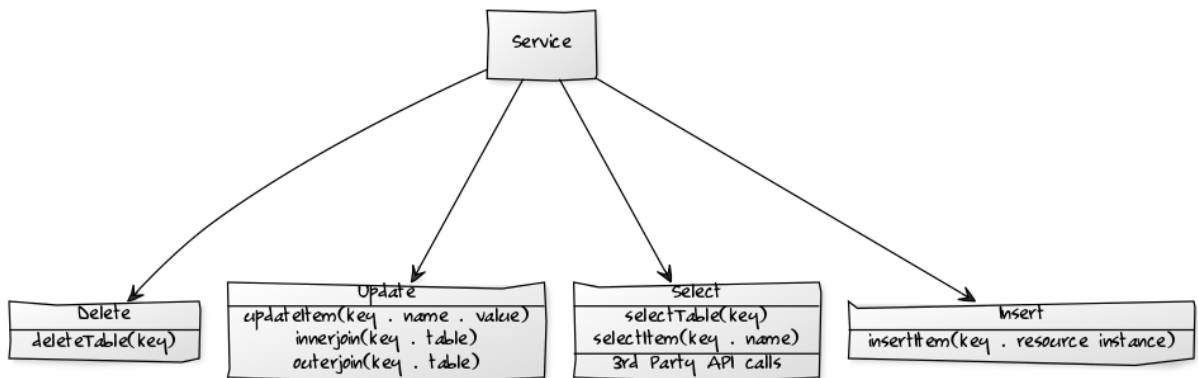 Service
Delete
deleteTable(key)
Update
updateItem(key . name . value)
innerjoin(key . table)
outerjoin(key . table)
Select
selectTable(key)
selectItem(key . name)
3rd Party API calls
Insert
insertItem(key . resource instance)